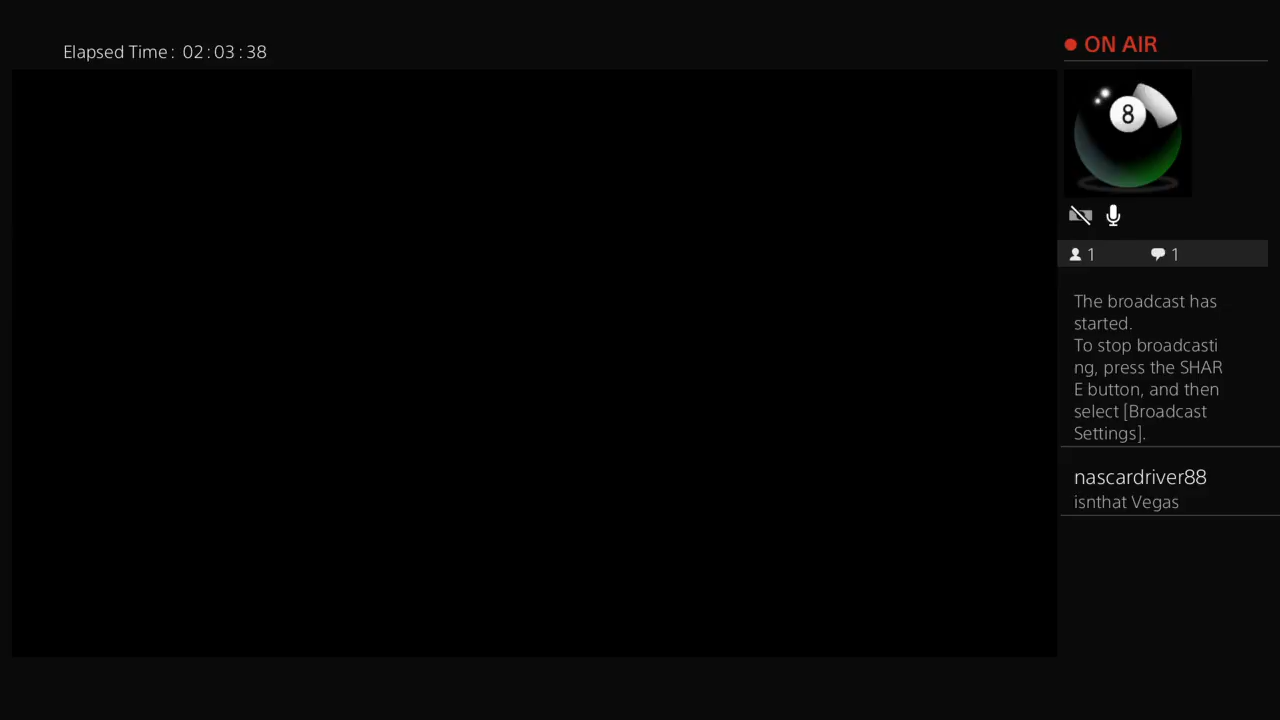 Elapsed Time: 02:03:38
ON AIR
8
1 1
The broadcast has
started.
To stop broadcasti
ng, press the SHAR
E button, and then
select [Broadcast
Settings].
nascardriver88
isnthat Vegas